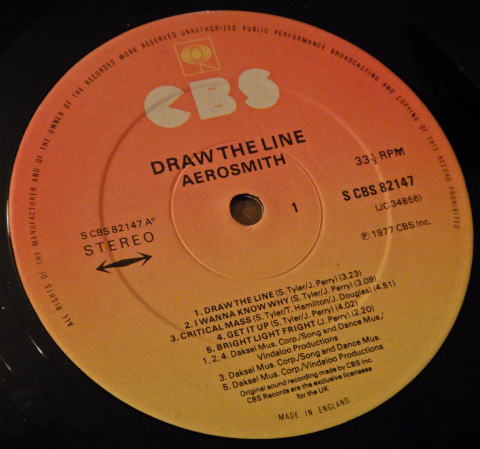 ALL RIGHTS OF THE MANUFACTURER AND OF THE OWNER OF THE RECORDED WORK RESERVED UNAUTHORIZED PUBLIC PERFORMANCE BROADCASTING AND COPYING OF THIS RECORD PROHIBITED
CBS
DRAW THE LINE
AEROSMITH
33⅓ RPM
S CBS 82147
(JC 34856)
1
S CBS 82147 A°
STEREO
℗ 1977 CBS Inc.
1. DRAW THE LINE (S. Tyler/J. Perry) (3.23)
2. I WANNA KNOW WHY (S. Tyler/J. Perry) (3.09)
3. CRITICAL MASS (S. Tyler/T. Hamilton/J. Douglas) (4.51)
4. GET IT UP (S. Tyler/J. Perry) (4.02)
5. BRIGHT LIGHT FRIGHT (J. Perry) (2.20)
1.,2.,4. Daksel Mus. Corp./Song and Dance Mus./
Vindaloo Productions
3. Daksel Mus. Corp./Song and Dance Mus.
5. Daksel Mus. Corp./Vindaloo Productions
Original sound recording made by CBS Inc.
CBS Records are the exclusive licensees
for the UK
MADE IN ENGLAND